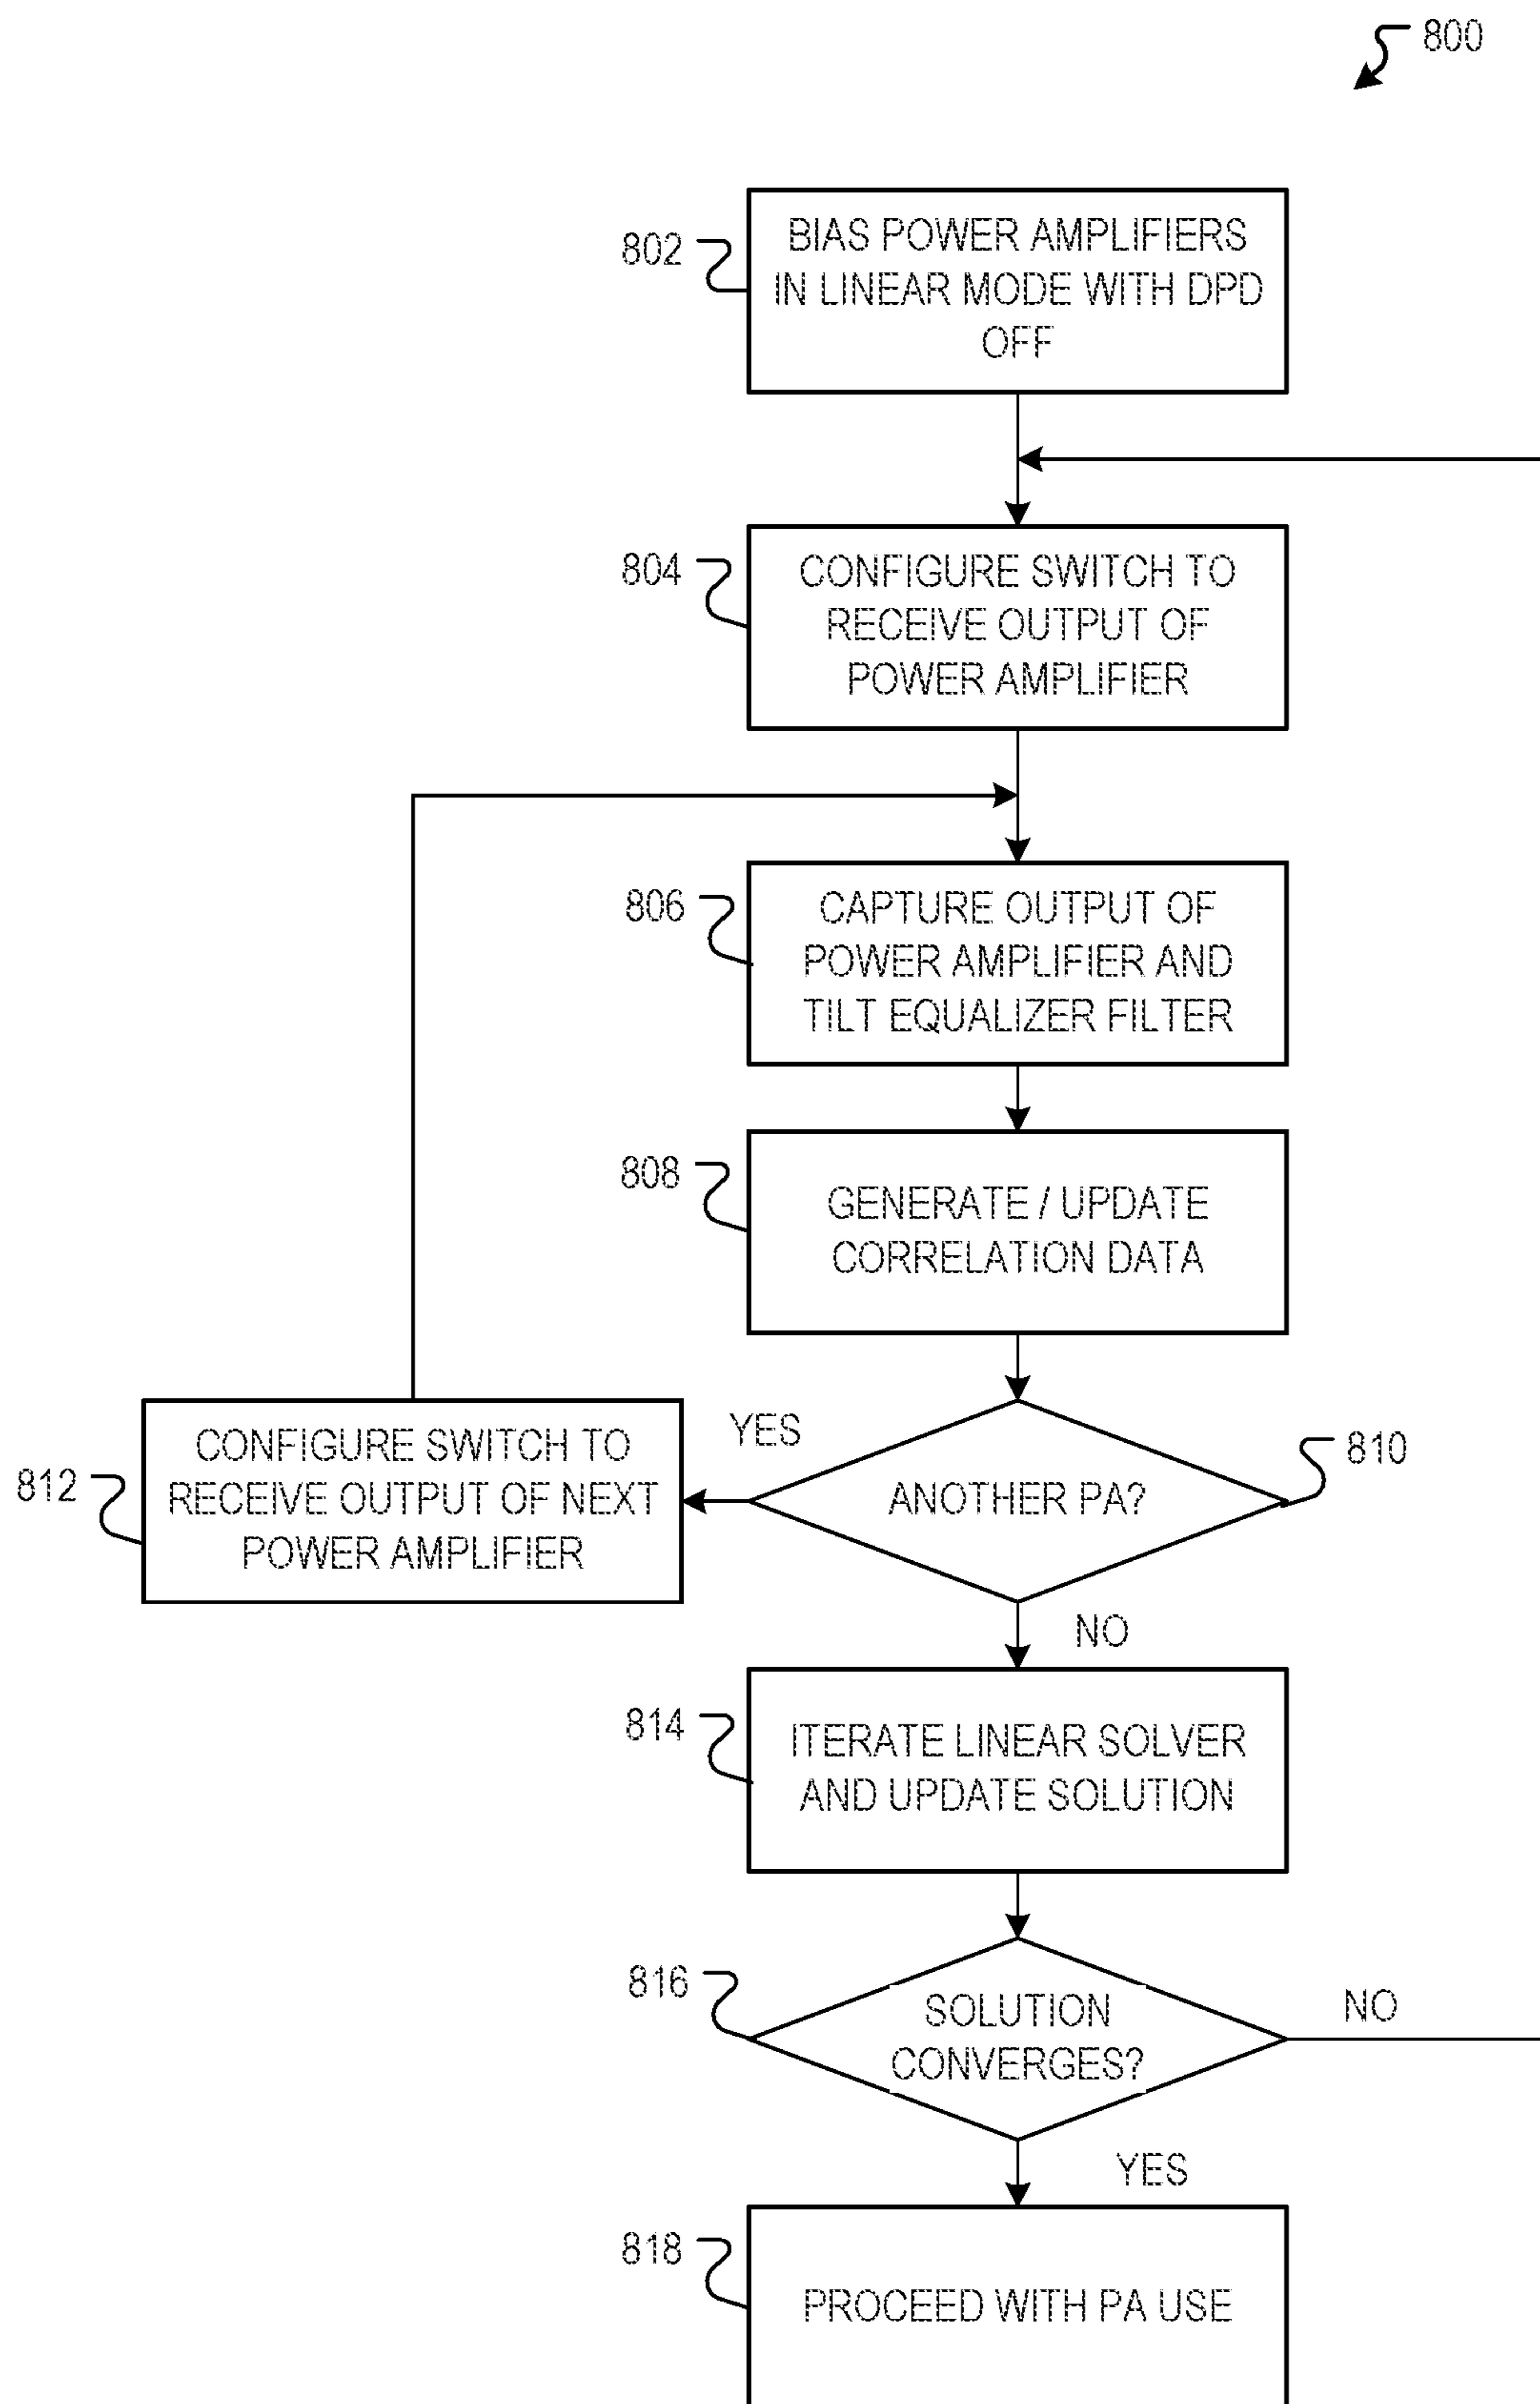 800
802
BIAS POWER AMPLIFIERS
IN LINEAR MODE WITH DPD
OFF
804
CONFIGURE SWITCH TO
RECEIVE OUTPUT OF
POWER AMPLIFIER
806
CAPTURE OUTPUT OF
POWER AMPLIFIER AND
TILT EQUALIZER FILTER
808
GENERATE / UPDATE
CORRELATION DATA
810
ANOTHER PA?
YES
812
CONFIGURE SWITCH TO
RECEIVE OUTPUT OF NEXT
POWER AMPLIFIER
NO
814
ITERATE LINEAR SOLVER
AND UPDATE SOLUTION
816
SOLUTION
CONVERGES?
NO
YES
818
PROCEED WITH PA USE